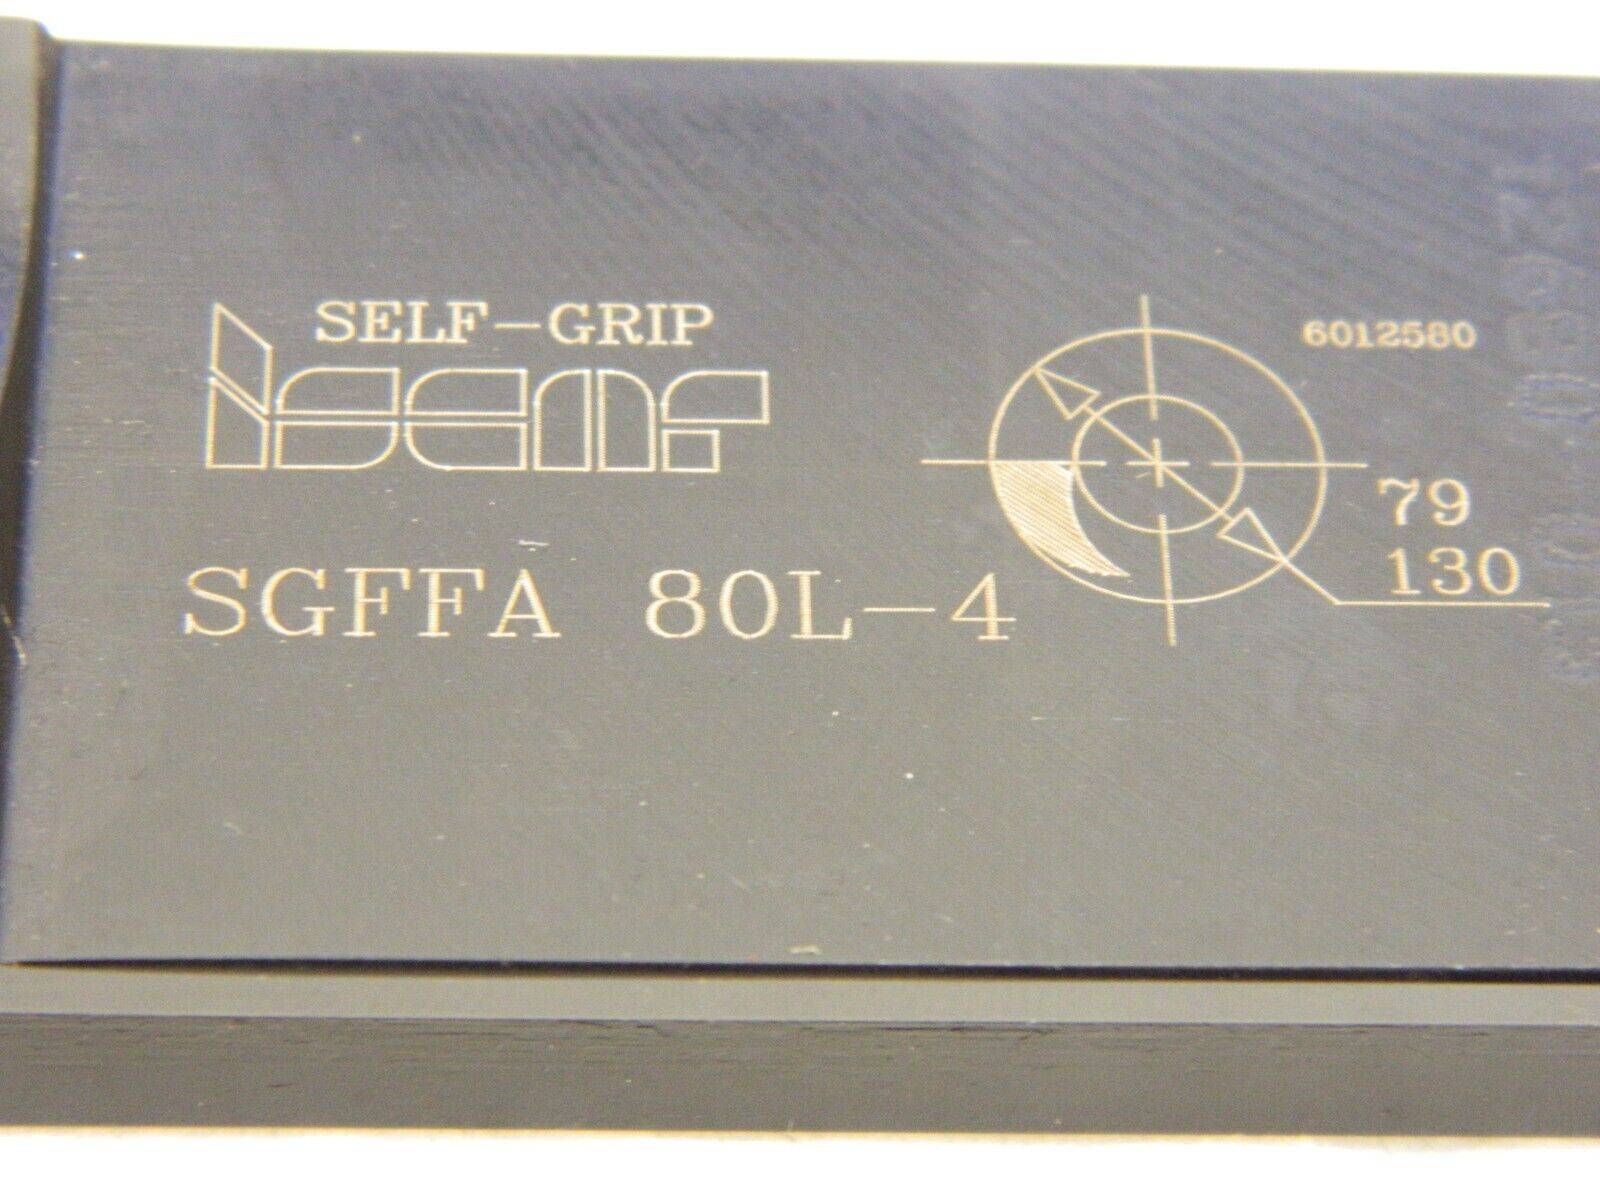 SELF-GRIP
Iscar
SGFFA 80L-4
6012580
79
130